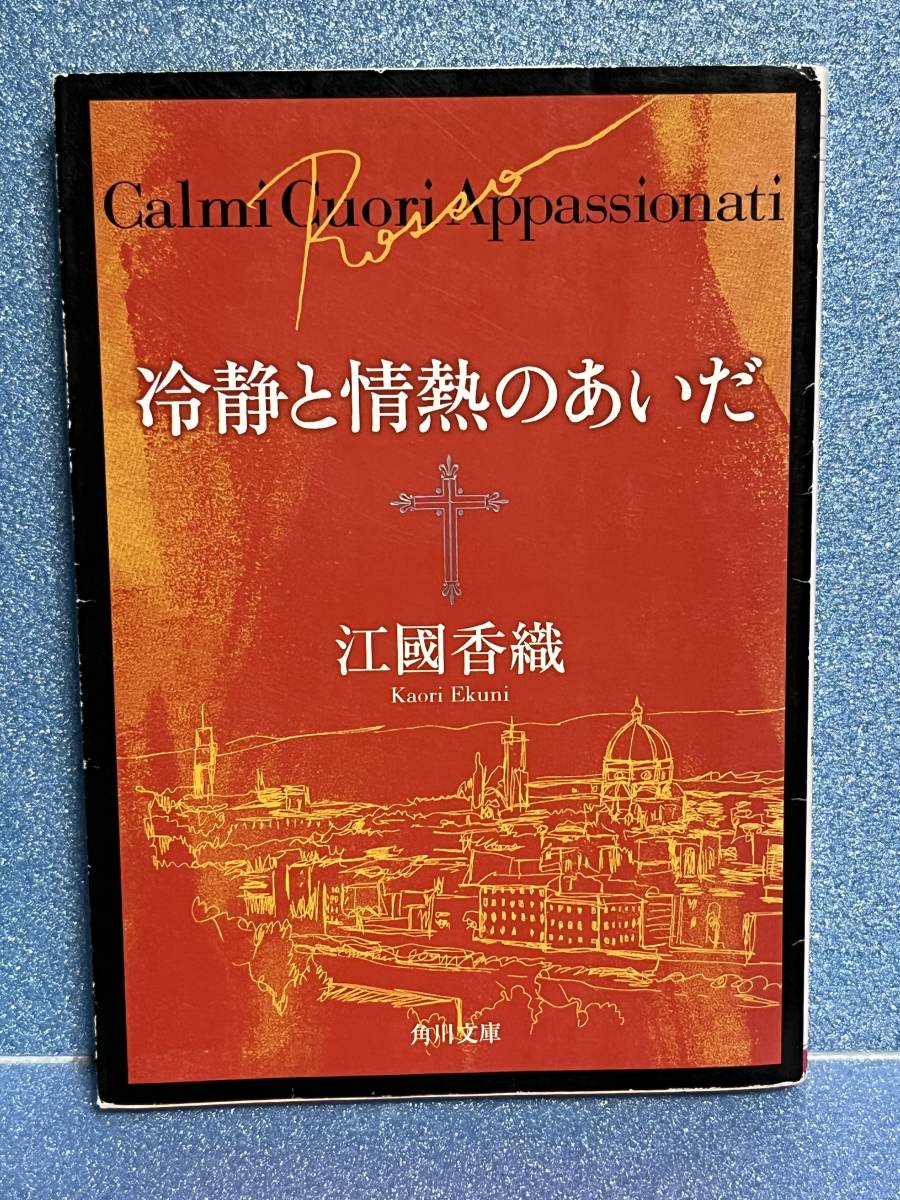 Calmi Cuori Appassionati
Rosso
冷静と情熱のあいだ
江國香織
Kaori Ekuni
角川文庫